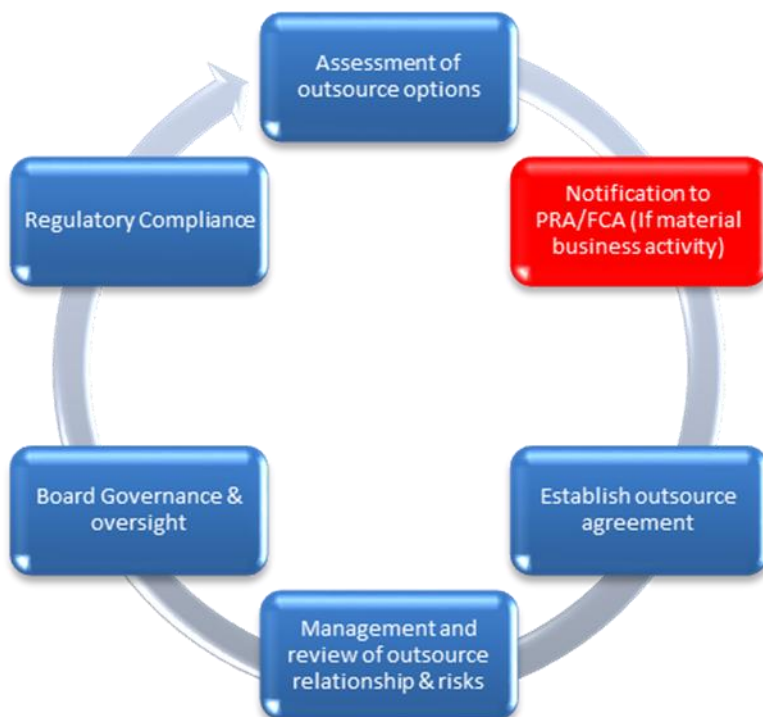 Assessment of
outsource options
Notification to
PRA/FCA (If material
business activity)
Establish outsource
agreement
Management and
review of outsource
relationship & risks
Board Governance &
oversight
Regulatory Compliance